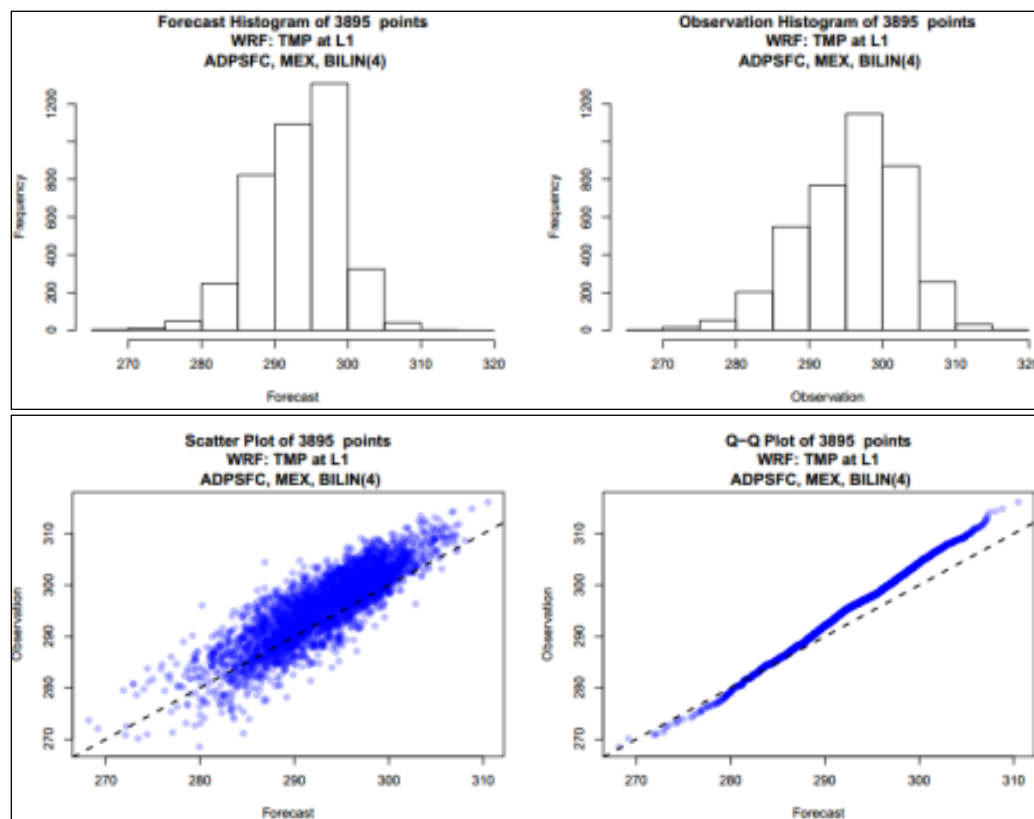 Forecast Histogram of 3895 points
WRF: TMP at L1
ADPSFC, MEX, BILIN(4)
Frequency
0 200 400 600 800 1200
270 280 290 300 310 320
Forecast
Observation Histogram of 3895 points
WRF: TMP at L1
ADPSFC, MEX, BILIN(4)
Frequency
0 200 400 600 800 1200
270 280 290 300 310 320
Observation
Scatter Plot of 3895 points
WRF: TMP at L1
ADPSFC, MEX, BILIN(4)
Observation
270 280 290 300 310
270 280 290 300 310
Forecast
Q-Q Plot of 3895 points
WRF: TMP at L1
ADPSFC, MEX, BILIN(4)
Observation
270 280 290 300 310
270 280 290 300 310
Forecast